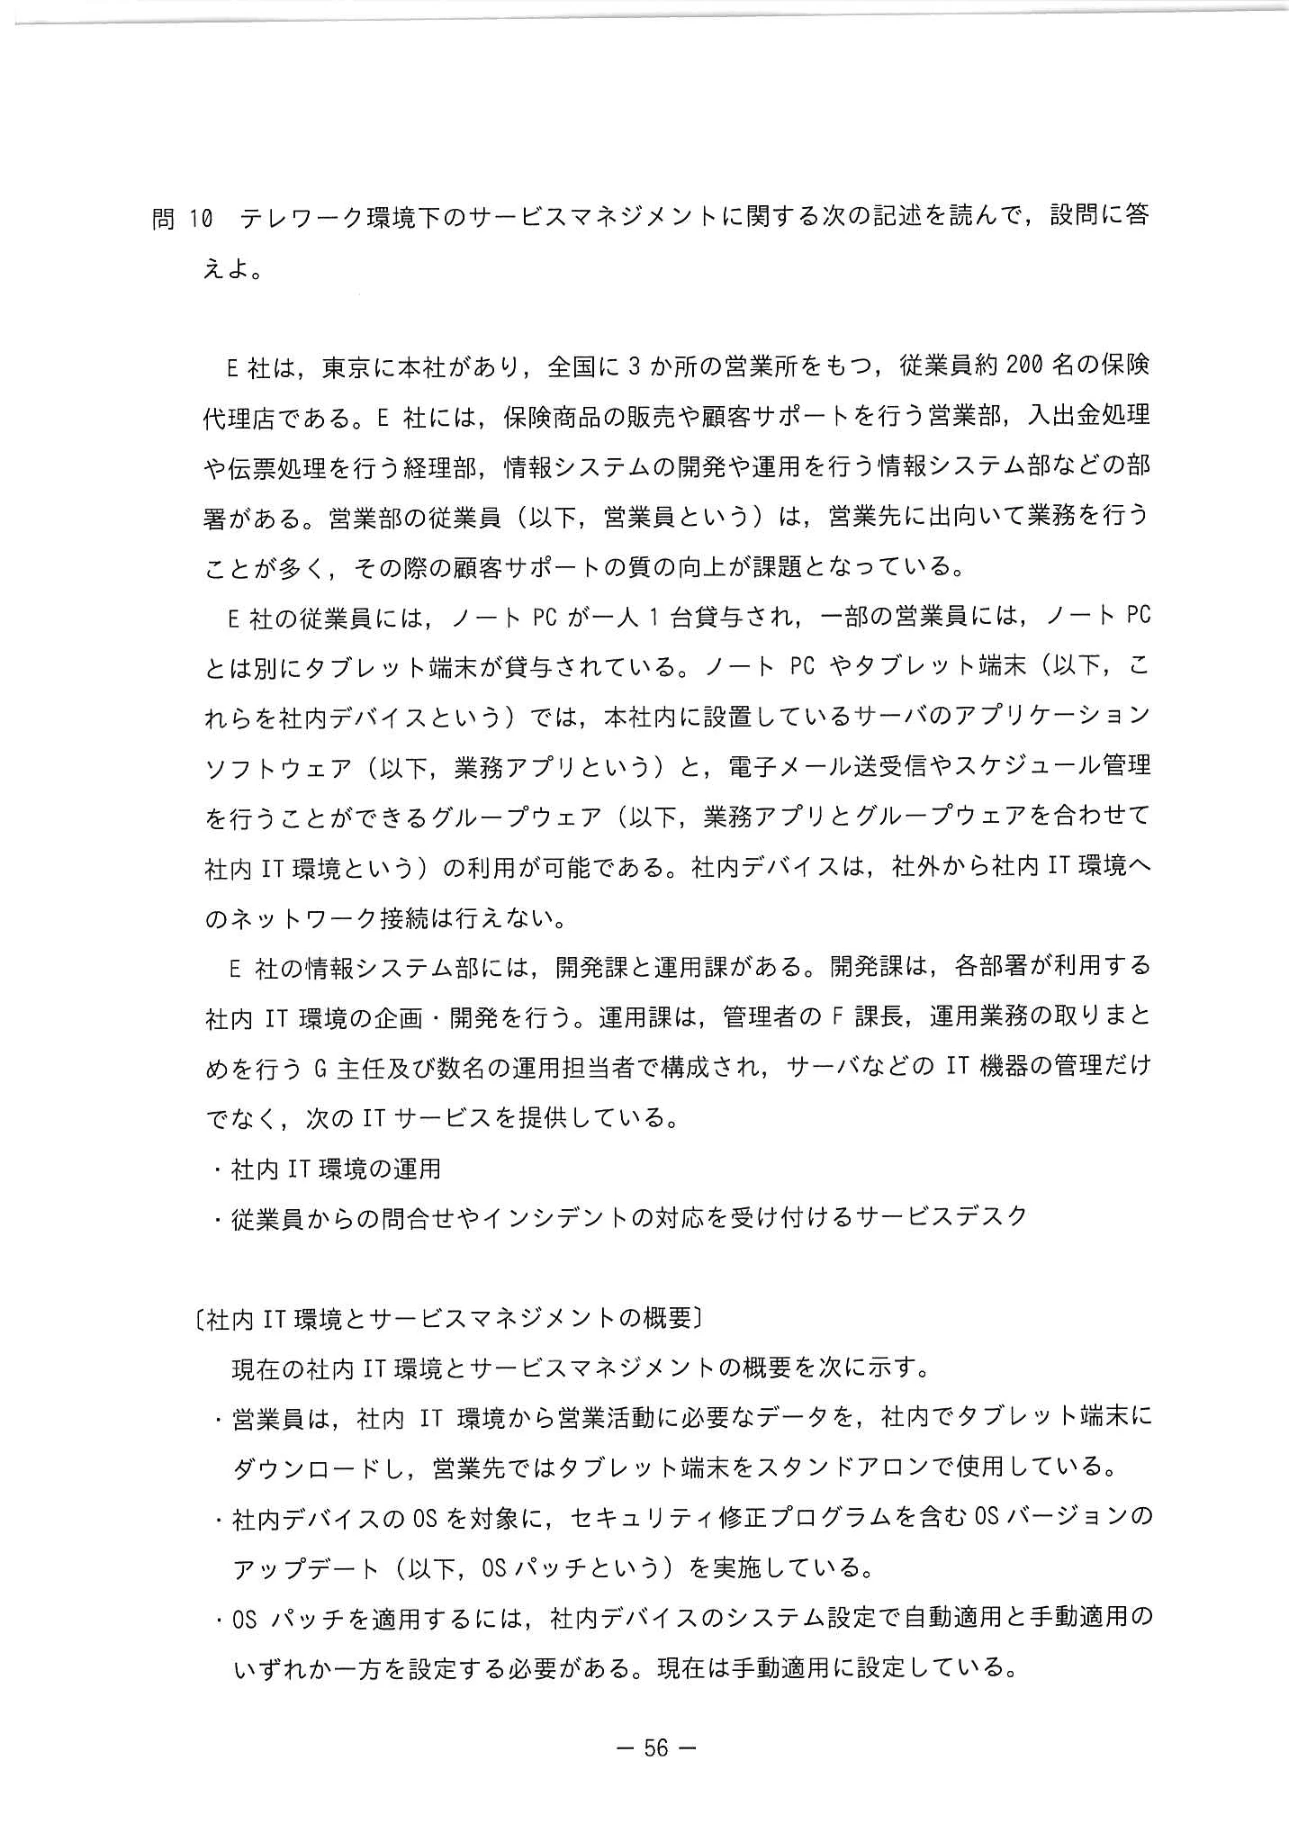 問 10　テレワーク環境下のサービスマネジメントに関する次の記述を読んで，設問に答
えよ。
E 社は，東京に本社があり，全国に 3 か所の営業所をもつ，従業員約 200 名の保険
代理店である。E 社には，保険商品の販売や顧客サポートを行う営業部，入出金処理
や伝票処理を行う経理部，情報システムの開発や運用を行う情報システム部などの部
署がある。営業部の従業員（以下，営業員という）は，営業先に出向いて業務を行う
ことが多く，その際の顧客サポートの質の向上が課題となっている。
E 社の従業員には，ノート PC が一人 1 台貸与され，一部の営業員には，ノート PC
とは別にタブレット端末が貸与されている。ノート PC やタブレット端末（以下，こ
れらを社内デバイスという）では，本社内に設置しているサーバのアプリケーション
ソフトウェア（以下，業務アプリという）と，電子メール送受信やスケジュール管理
を行うことができるグループウェア（以下，業務アプリとグループウェアを合わせて
社内 IT 環境という）の利用が可能である。社内デバイスは，社外から社内 IT 環境へ
のネットワーク接続は行えない。
E 社の情報システム部には，開発課と運用課がある。開発課は，各部署が利用する
社内 IT 環境の企画・開発を行う。運用課は，管理者の F 課長，運用業務の取りまと
めを行う G 主任及び数名の運用担当者で構成され，サーバなどの IT 機器の管理だけ
でなく，次の IT サービスを提供している。
・社内 IT 環境の運用
・従業員からの問合せやインシデントの対応を受け付けるサービスデスク
〔社内 IT 環境とサービスマネジメントの概要〕
現在の社内 IT 環境とサービスマネジメントの概要を次に示す。
・営業員は，社内 IT 環境から営業活動に必要なデータを，社内でタブレット端末に
ダウンロードし，営業先ではタブレット端末をスタンドアロンで使用している。
・社内デバイスの OS を対象に，セキュリティ修正プログラムを含む OS バージョンの
アップデート（以下，OS パッチという）を実施している。
・OS パッチを適用するには，社内デバイスのシステム設定で自動適用と手動適用の
いずれか一方を設定する必要がある。現在は手動適用に設定している。
― 56 ―